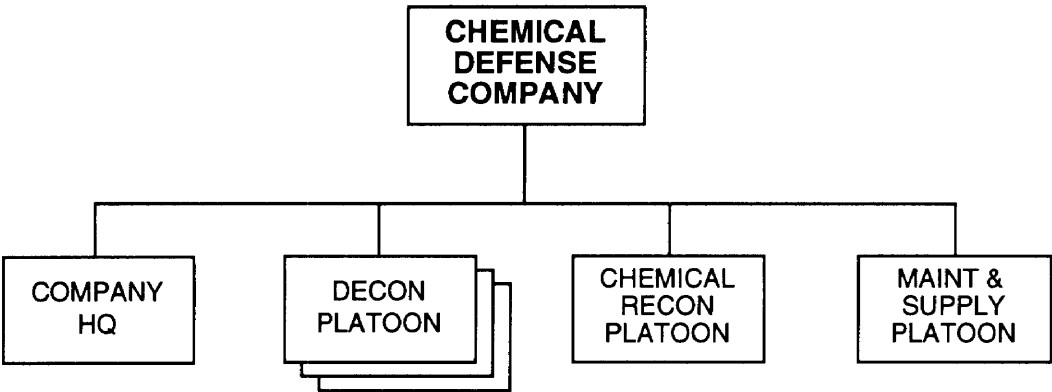 CHEMICAL
DEFENSE
COMPANY
COMPANY
HQ
DECON
PLATOON
CHEMICAL
RECON
PLATOON
MAINT &
SUPPLY
PLATOON